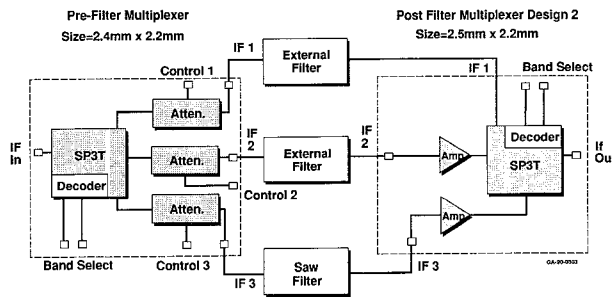 Pre-Filter Multiplexer
Size=2.4mm x 2.2mm
Post Filter Multiplexer Design 2
Size=2.5mm x 2.2mm
IF 1
External
Filter
IF 1
Band Select
Control 1
Atten.
IF
In
SP3T
Decoder
Atten.
IF
2
External
Filter
IF
2
Amp
Decoder
SP3T
If
Ou
Control 2
Atten.
Amp
Band Select
Control 3
IF 3
Saw
Filter
IF 3